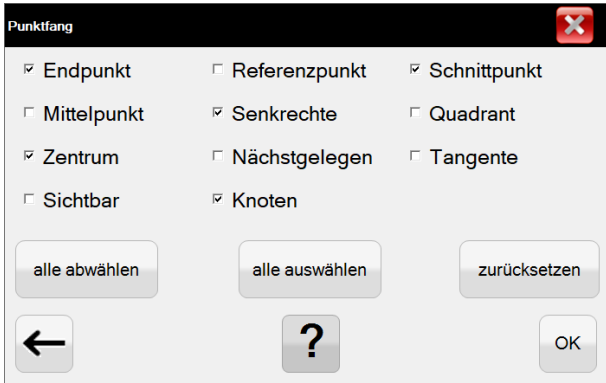 Punktfang
Endpunkt Referenzpunkt Schnittpunkt
Mittelpunkt Senkrechte Quadrant
Zentrum Nächstgelegen Tangente
Sichtbar Knoten
alle abwählen alle auswählen zurücksetzen
? OK